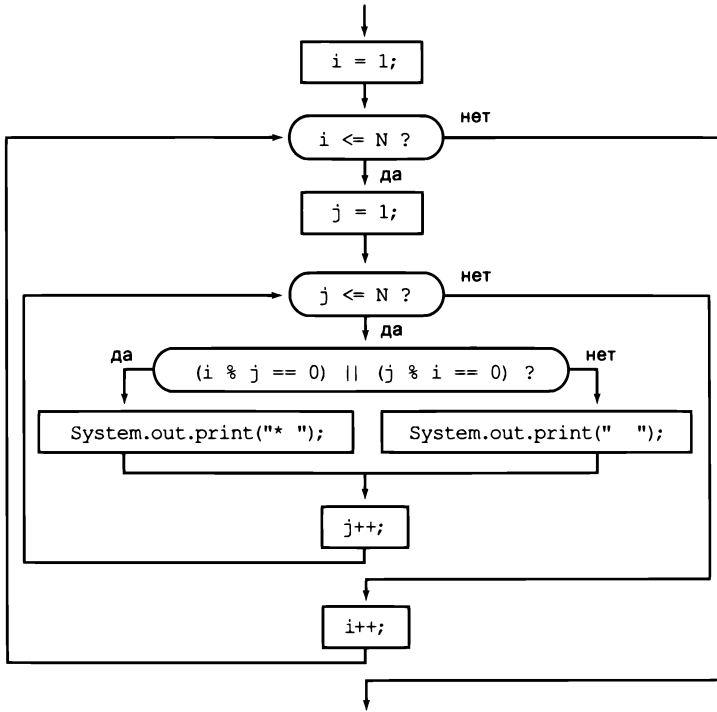 i = 1;
нет
i <= N ?
да
j = 1;
нет
j <= N ?
да
да
(i % j == 0) || (j % i == 0) ?
нет
System.out.print("* ");
System.out.print("  ");
j++;
i++;